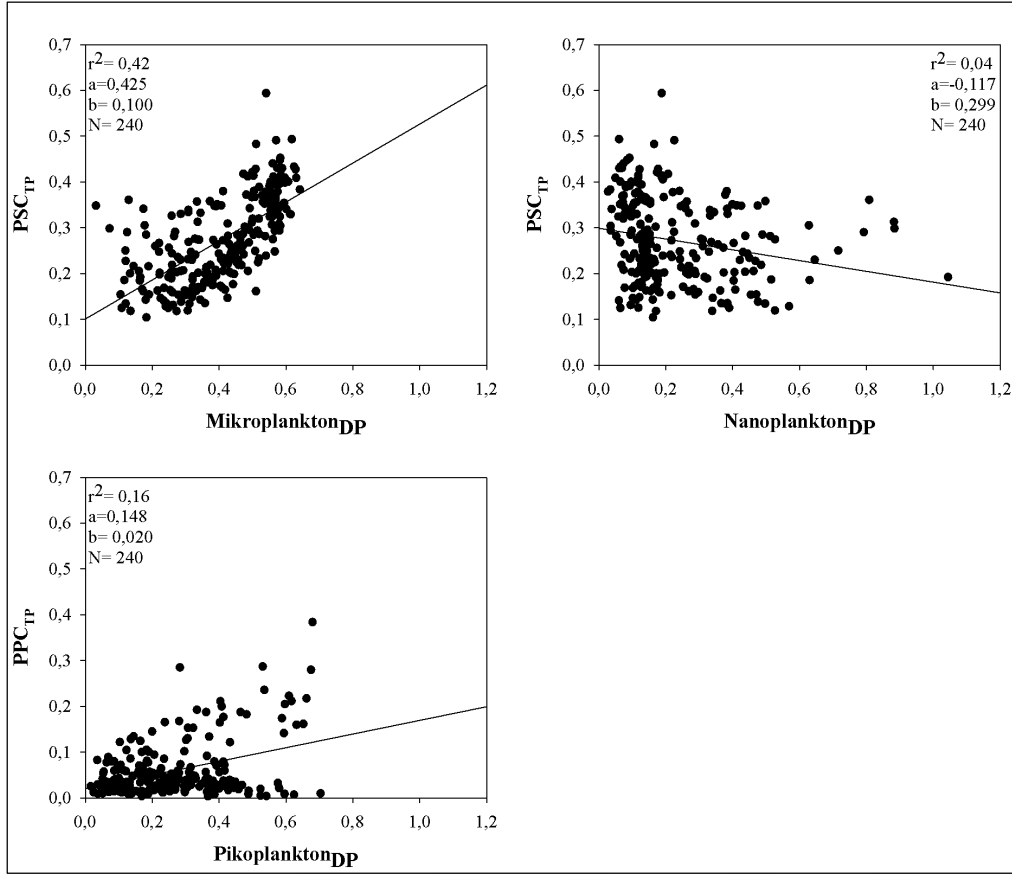 0,7
0,6
0,5
0,4
0,3
0,2
0,1
0,0
PSC_TP
r2= 0,42
a=0,425
b= 0,100
N= 240
0,0 0,2 0,4 0,6 0,8 1,0 1,2
Mikroplankton_DP
0,7
0,6
0,5
0,4
0,3
0,2
0,1
0,0
PSC_TP
r2= 0,04
a=-0,117
b= 0,299
N= 240
0,0 0,2 0,4 0,6 0,8 1,0 1,2
Nanoplankton_DP
0,7
0,6
0,5
0,4
0,3
0,2
0,1
0,0
PPC_TP
r2= 0,16
a=0,148
b= 0,020
N= 240
0,0 0,2 0,4 0,6 0,8 1,0 1,2
Pikoplankton_DP